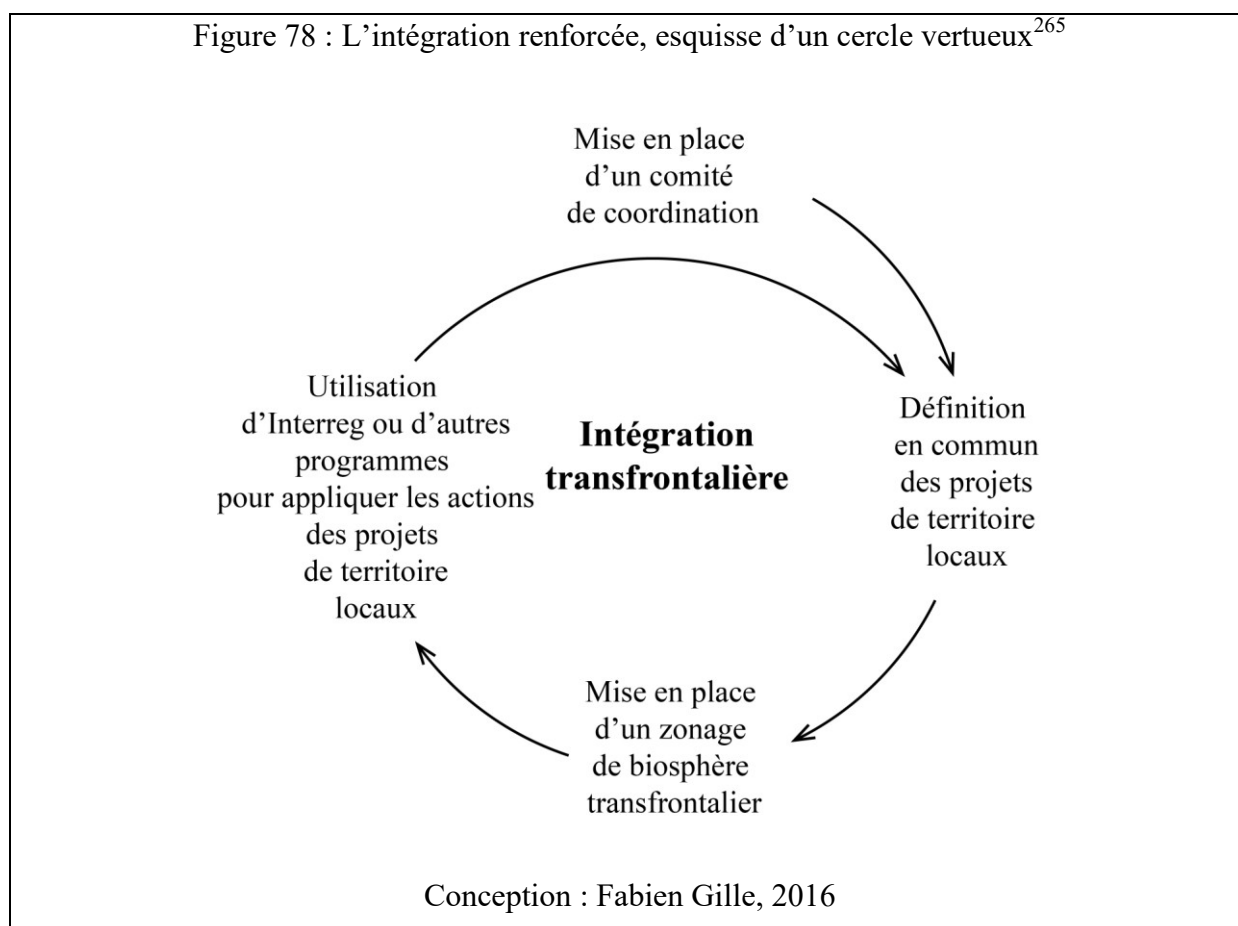 Figure 78 : L’intégration renforcée, esquisse d’un cercle vertueux265
Mise en place
d’un comité
de coordination
Utilisation
d’Interreg ou d’autres
programmes
pour appliquer les actions
des projets
de territoire
locaux
Intégration
transfrontalière
Définition
en commun
des projets
de territoire
locaux
Mise en place
d’un zonage
de biosphère
transfrontalier
Conception : Fabien Gille, 2016